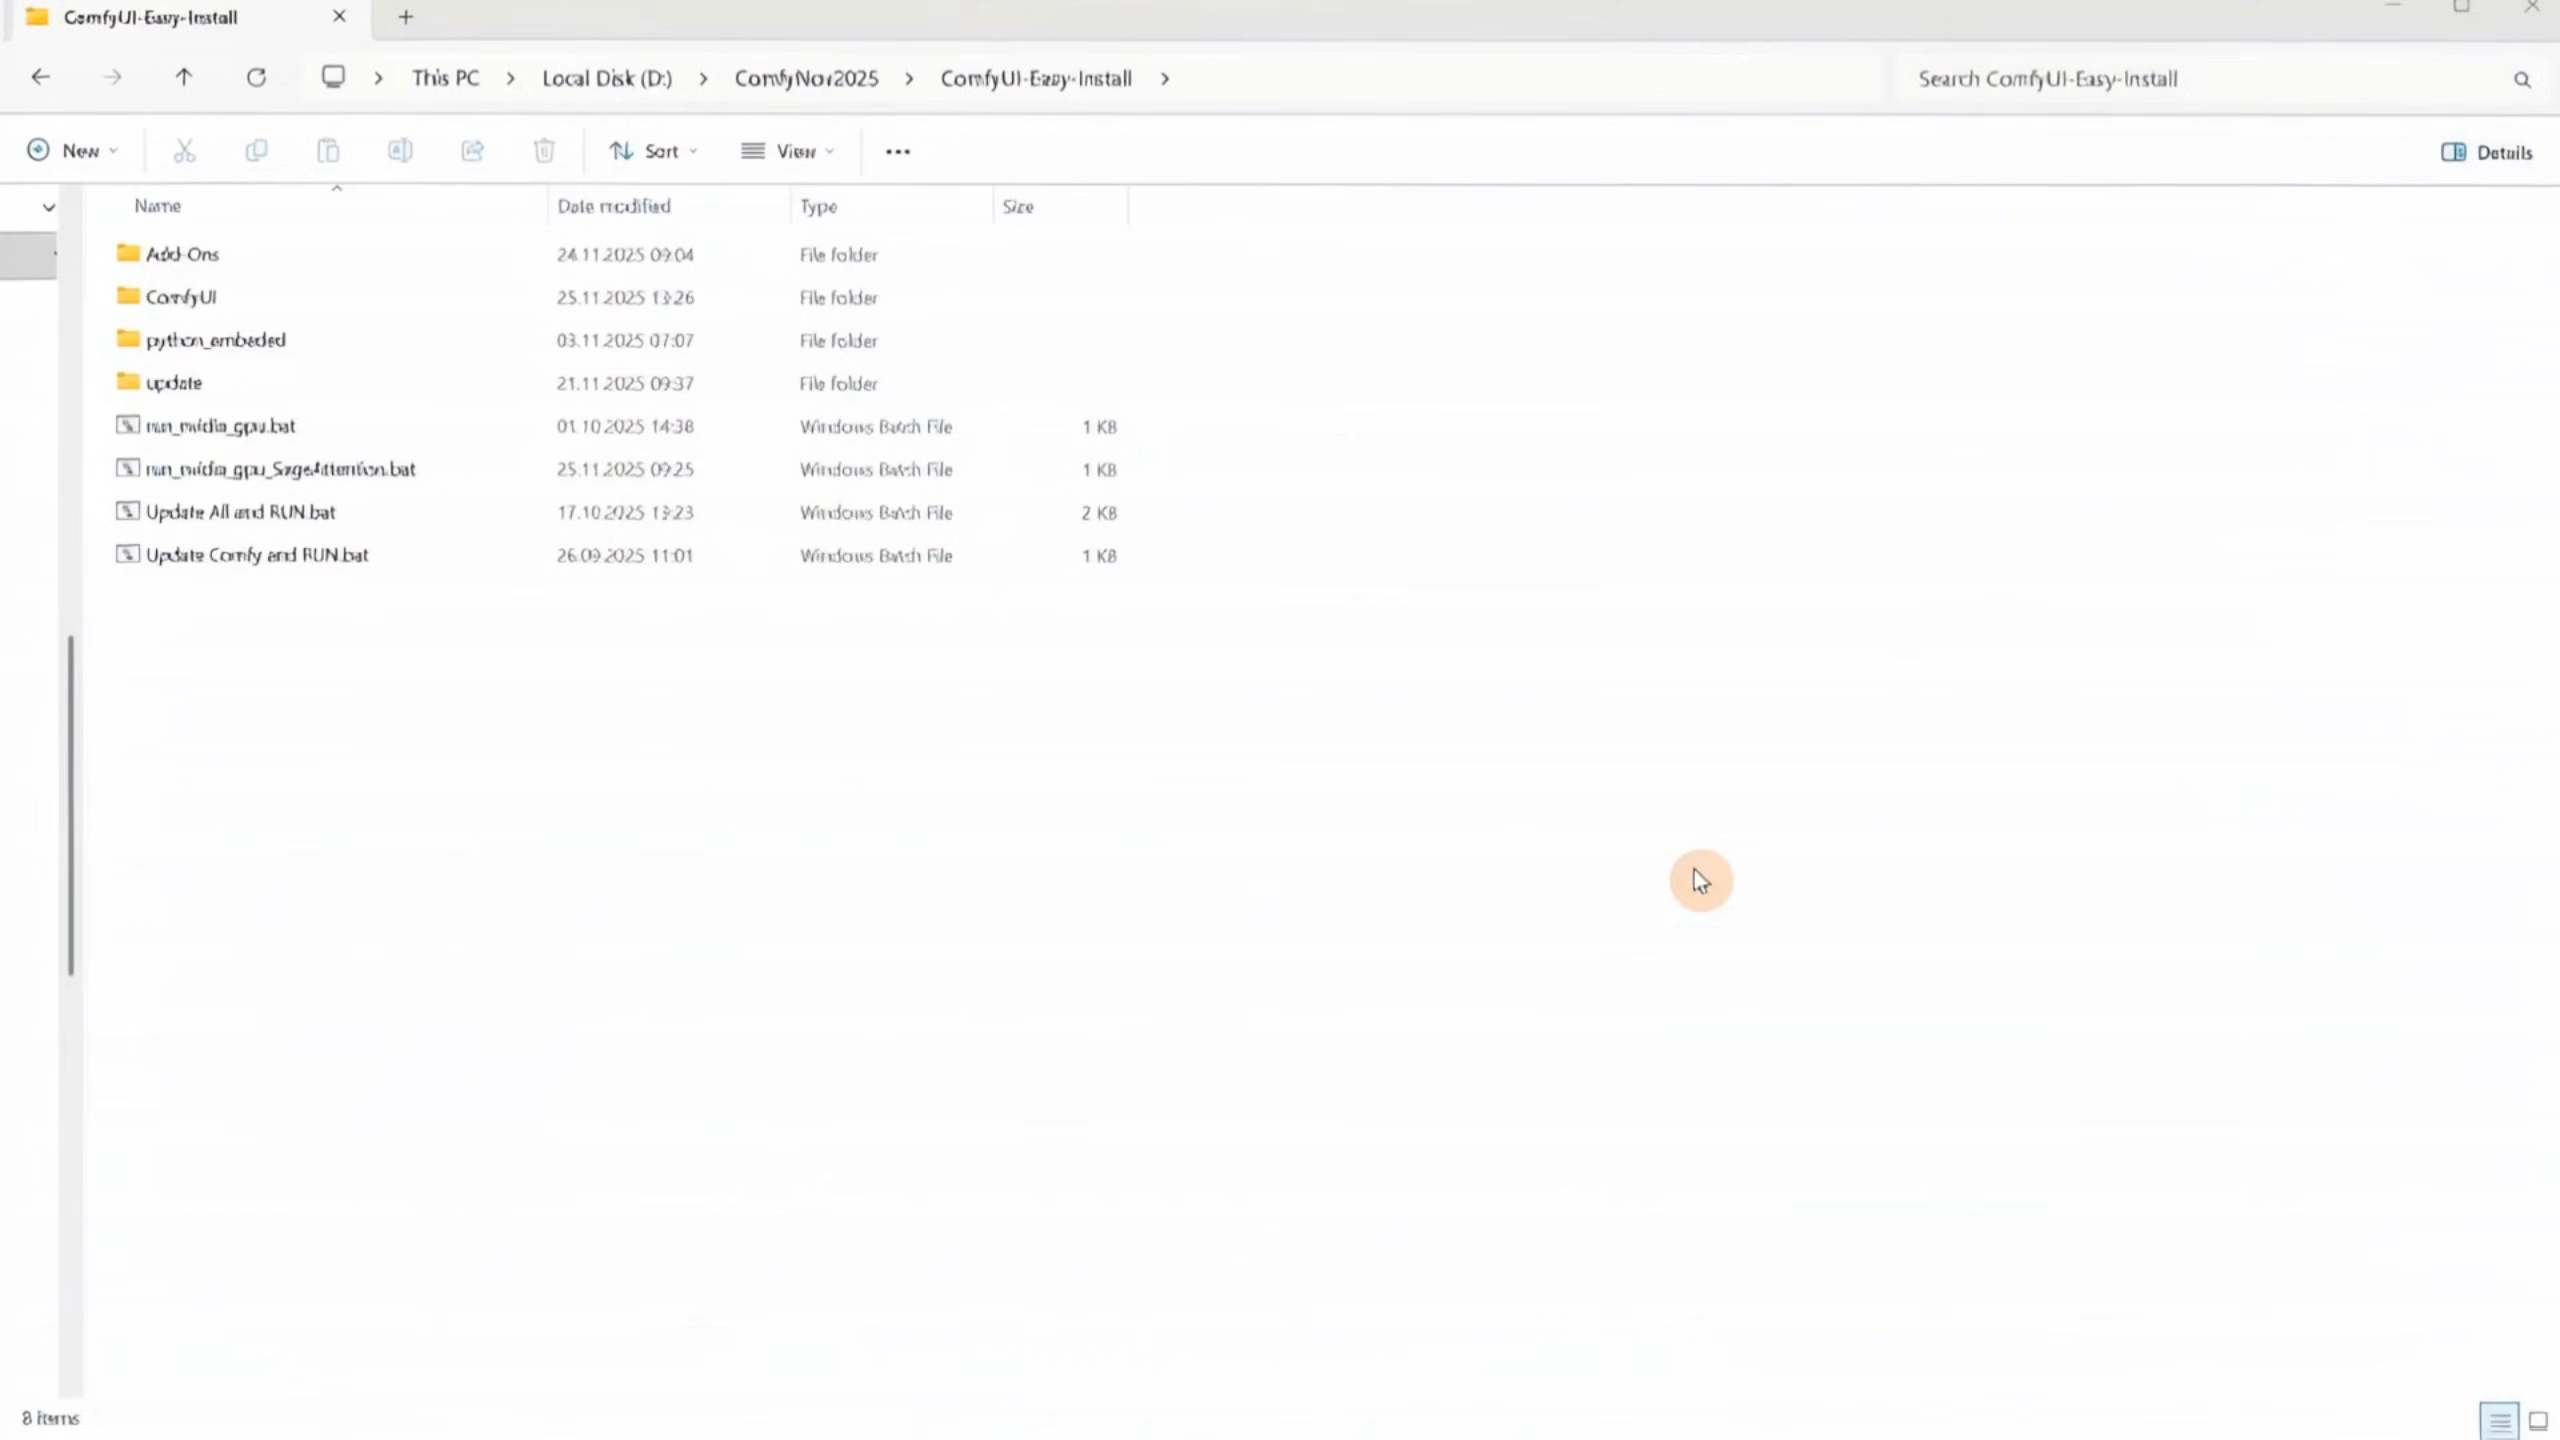 ComfyUI-Easy-Install
This PC > Local Disk (D:) > ComfyNov2025 > ComfyUI-Easy-Install >
Search ComfyUI-Easy-Install
New
Sort
View
Details
Name Date modified Type Size
Add-Ons 24.11.2025 09:04 File folder
ComfyUI 25.11.2025 13:26 File folder
python_embeded 03.11.2025 07:07 File folder
update 21.11.2025 09:37 File folder
run_nvidia_gpu.bat 01.10.2025 14:38 Windows Batch File 1 KB
run_nvidia_gpu_SageAttention.bat 25.11.2025 09:25 Windows Batch File 1 KB
Update All and RUN.bat 17.10.2025 13:23 Windows Batch File 2 KB
Update Comfy and RUN.bat 26.09.2025 11:01 Windows Batch File 1 KB
8 items